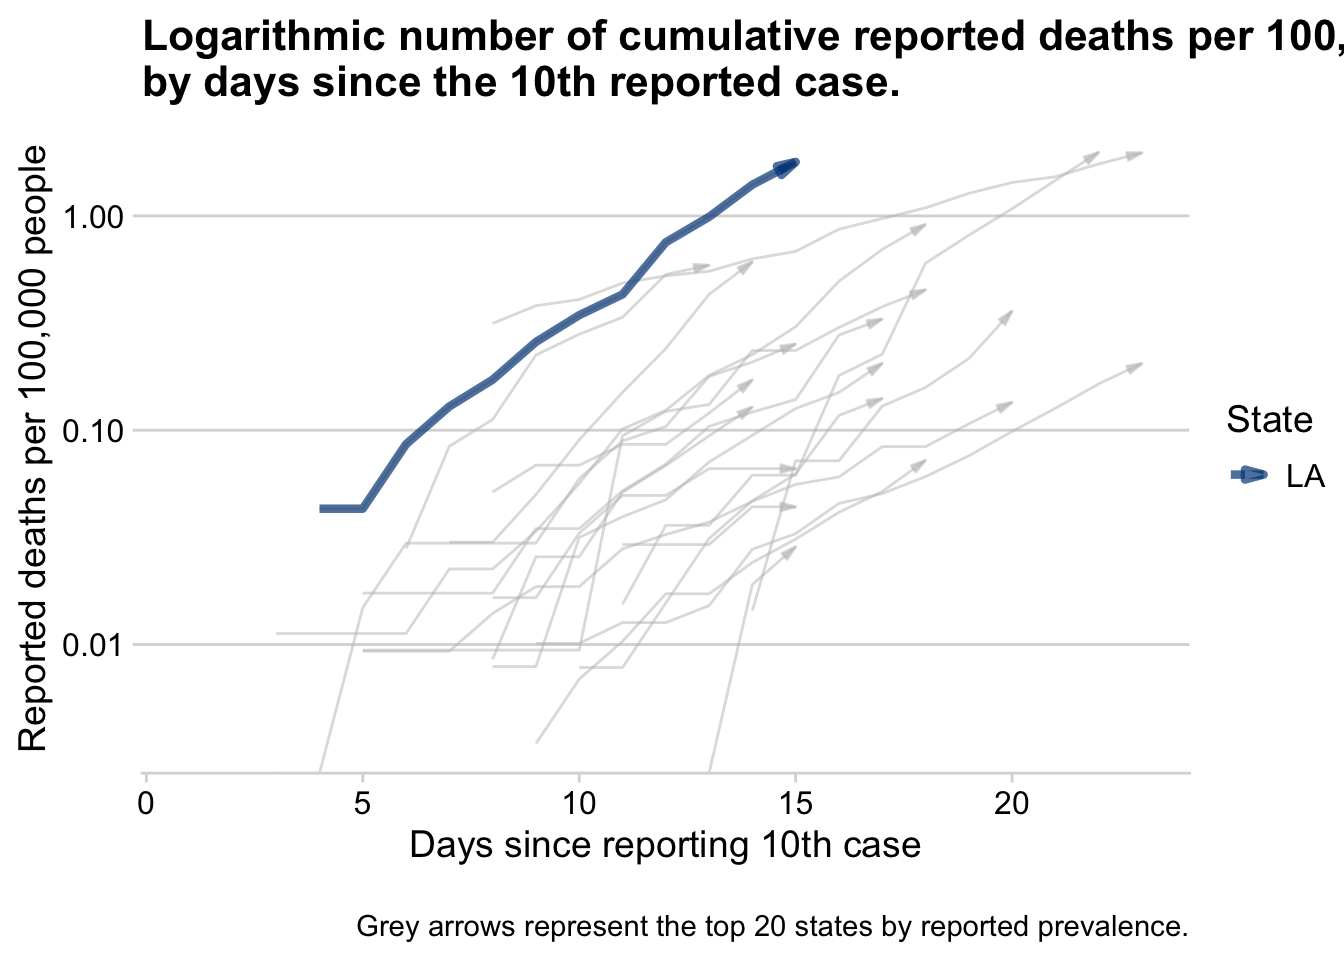 Logarithmic number of cumulative reported deaths per 100,
by days since the 10th reported case.
Reported deaths per 100,000 people
1.00
0.10
0.01
0 5 10 15 20
Days since reporting 10th case
State
LA
Grey arrows represent the top 20 states by reported prevalence.